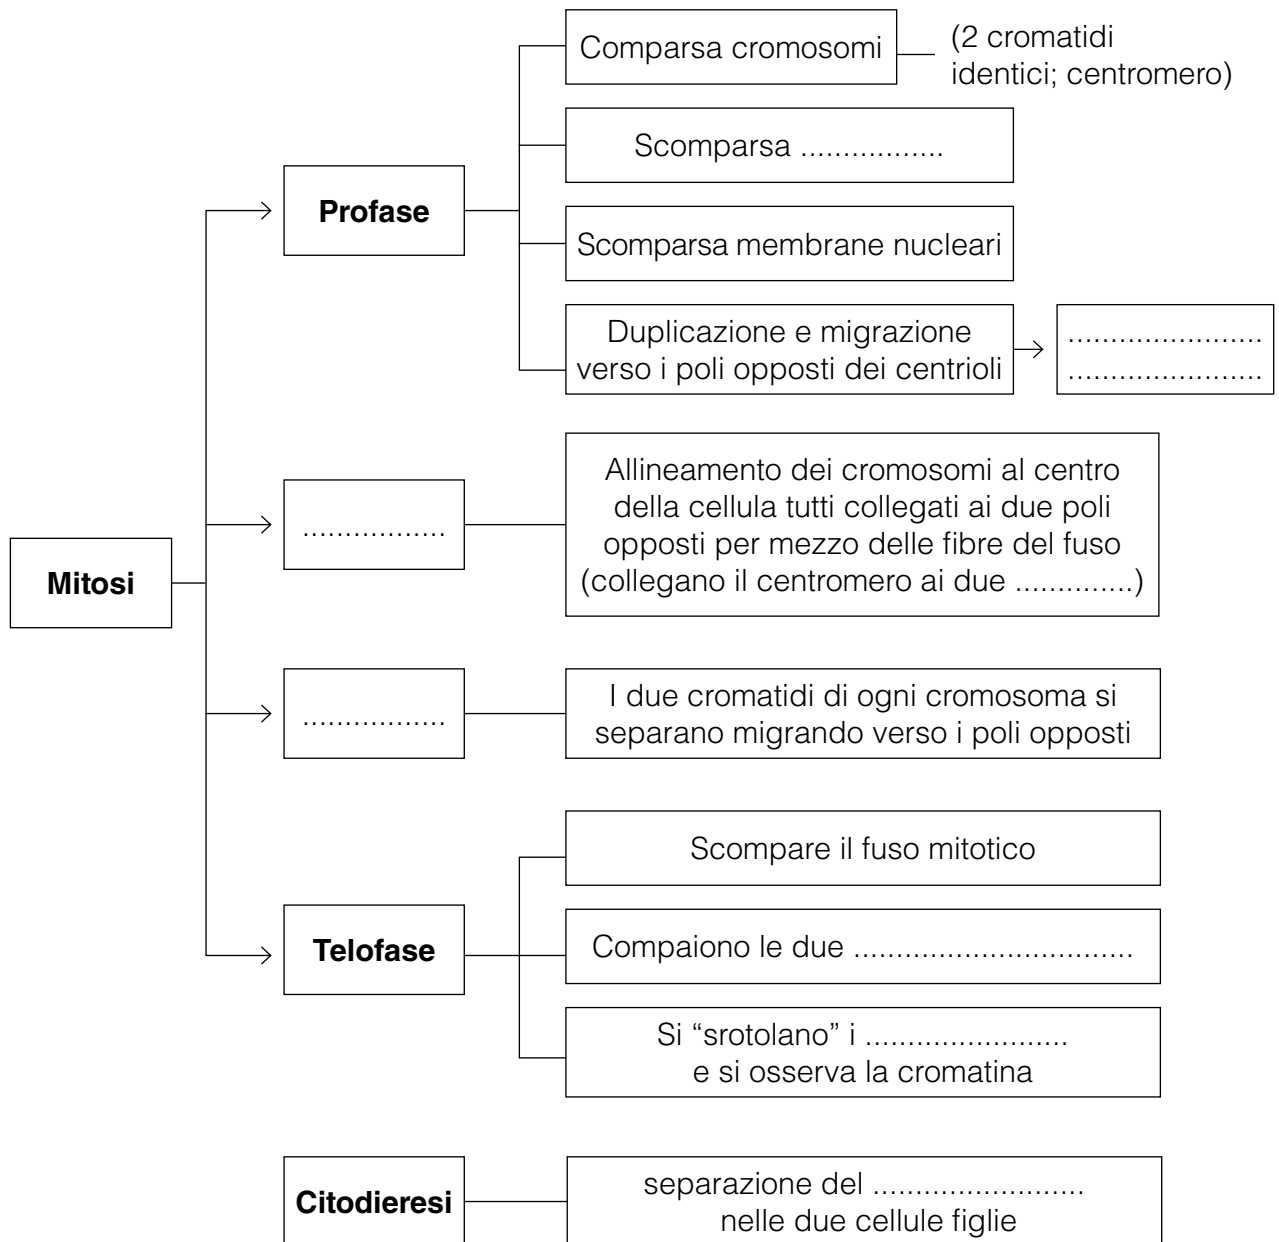 Comparsa cromosomi
(2 cromatidi
identici; centromero)
Scomparsa .................
Profase
Scomparsa membrane nucleari
Duplicazione e migrazione
verso i poli opposti dei centrioli
.......................
.......................
Allineamento dei cromosomi al centro
della cellula tutti collegati ai due poli
opposti per mezzo delle fibre del fuso
(collegano il centromero ai due ..............)
.................
Mitosi
I due cromatidi di ogni cromosoma si
separano migrando verso i poli opposti
.................
Scompare il fuso mitotico
Telofase
Compaiono le due .................................
Si “srotolano” i ........................
e si osserva la cromatina
Citodieresi
separazione del .........................
nelle due cellule figlie